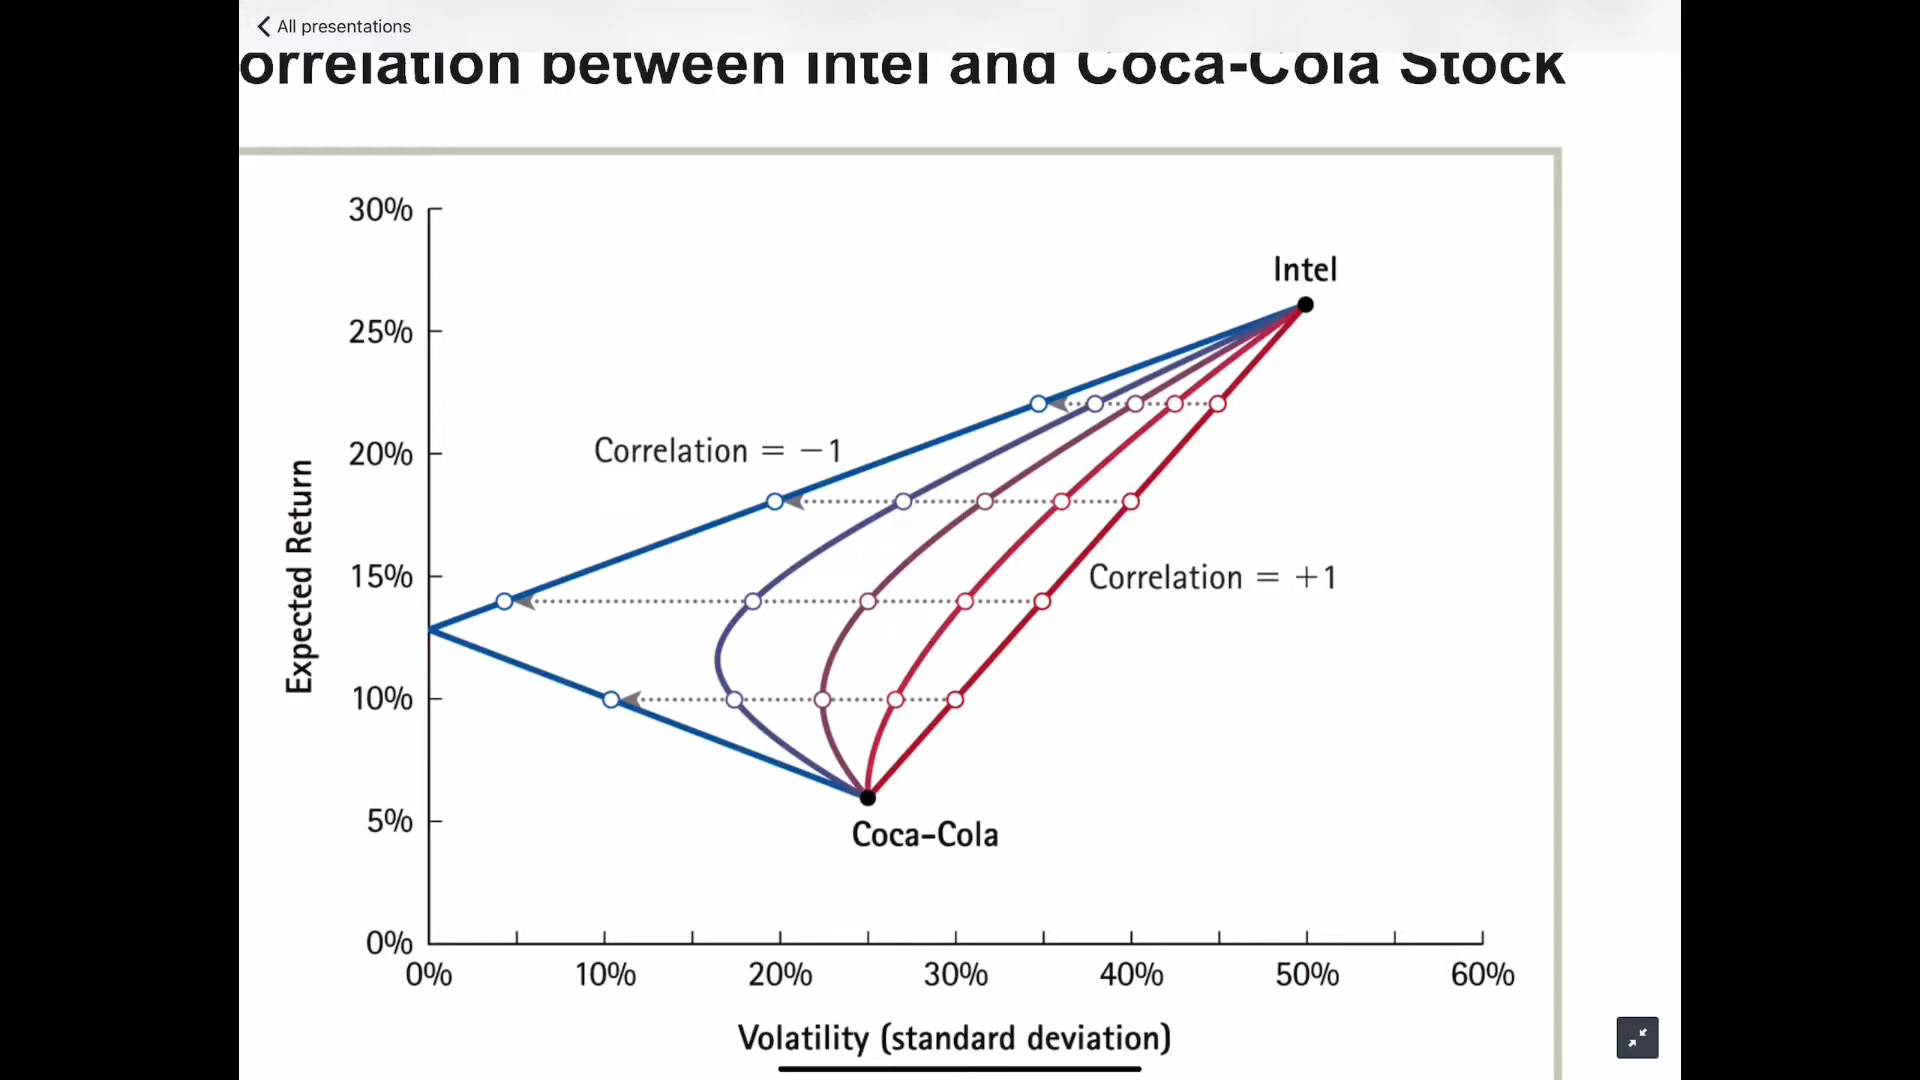 All presentations
orrelation between Intel and Coca-Cola Stock
30%
Intel
25%
Correlation = −1
20%
Expected Return
15%
Correlation = +1
10%
5%
Coca-Cola
0%
0% 10% 20% 30% 40% 50% 60%
Volatility (standard deviation)